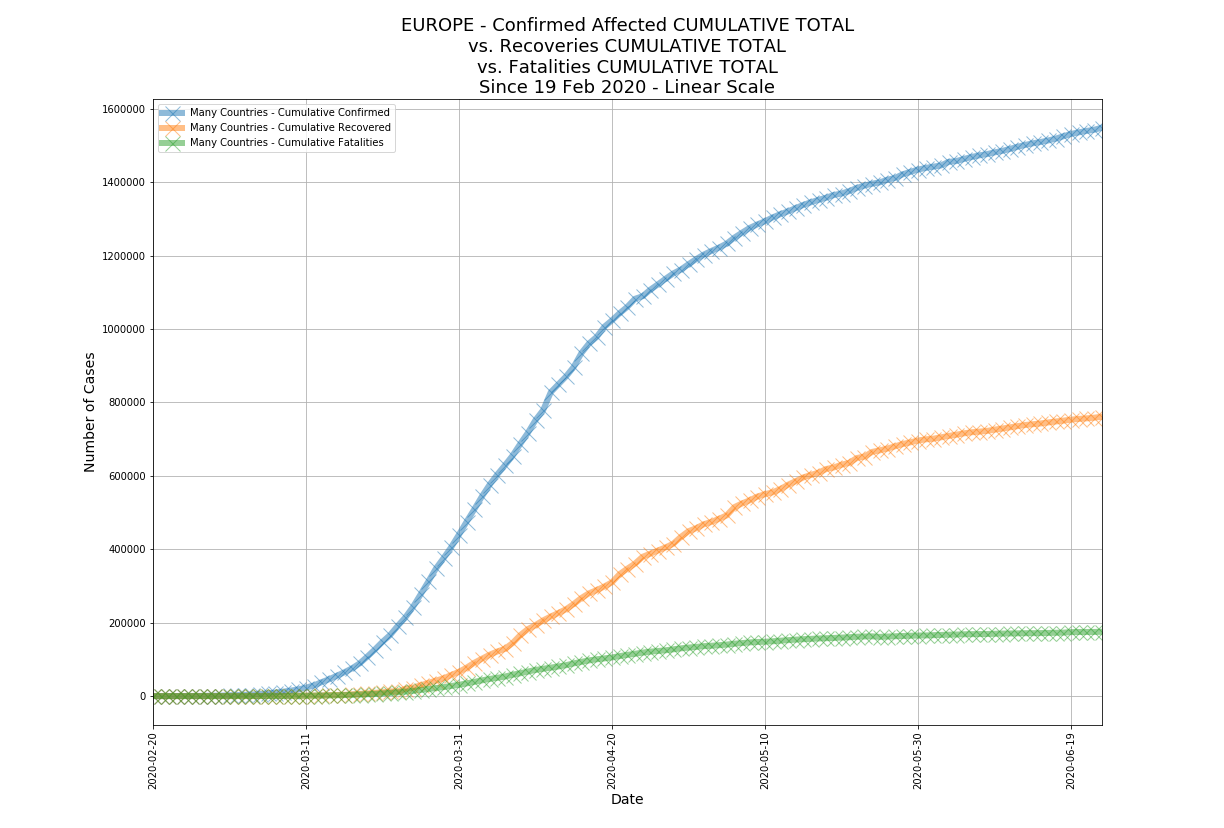 EUROPE - Confirmed Affected CUMULATIVE TOTAL
vs. Recoveries CUMULATIVE TOTAL
vs. Fatalities CUMULATIVE TOTAL
Since 19 Feb 2020 - Linear Scale
Many Countries - Cumulative Confirmed
Many Countries - Cumulative Recovered
Many Countries - Cumulative Fatalities
Number of Cases
1600000
1400000
1200000
1000000
800000
600000
400000
200000
0
2020-02-20
2020-03-11
2020-03-31
2020-04-20
2020-05-10
2020-05-30
2020-06-19
Date